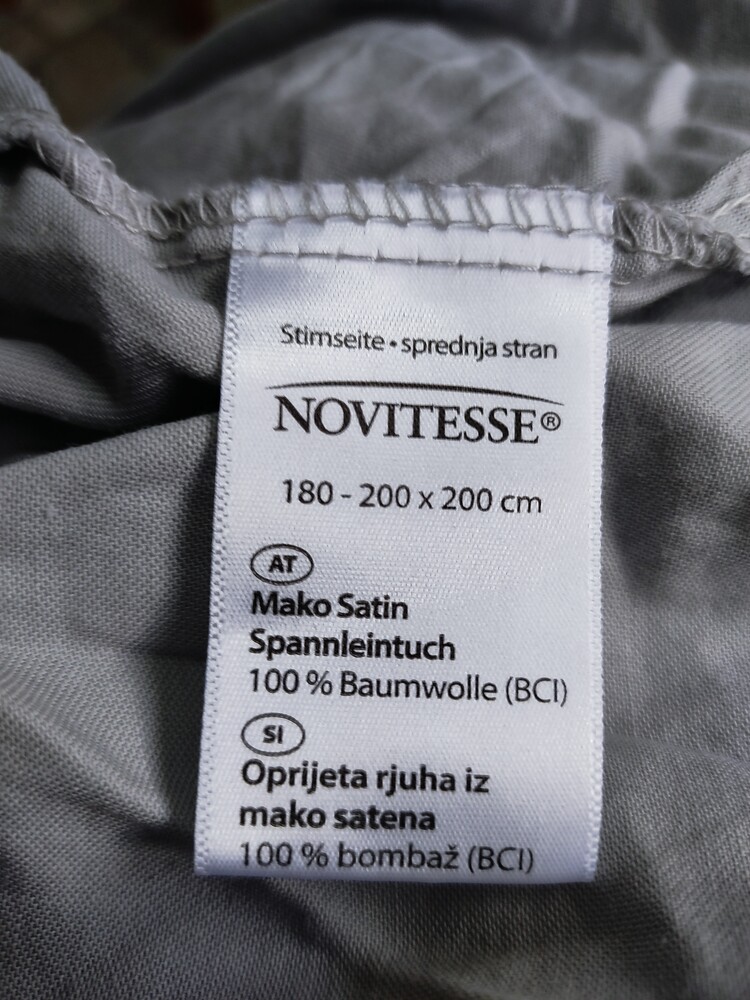 Stirnseite • sprednja stran
NOVITESSE®
180 - 200 x 200 cm
AT
Mako Satin
Spannleintuch
100 % Baumwolle (BCI)
SI
Oprijeta rjuha iz
mako satena
100 % bombaž (BCI)